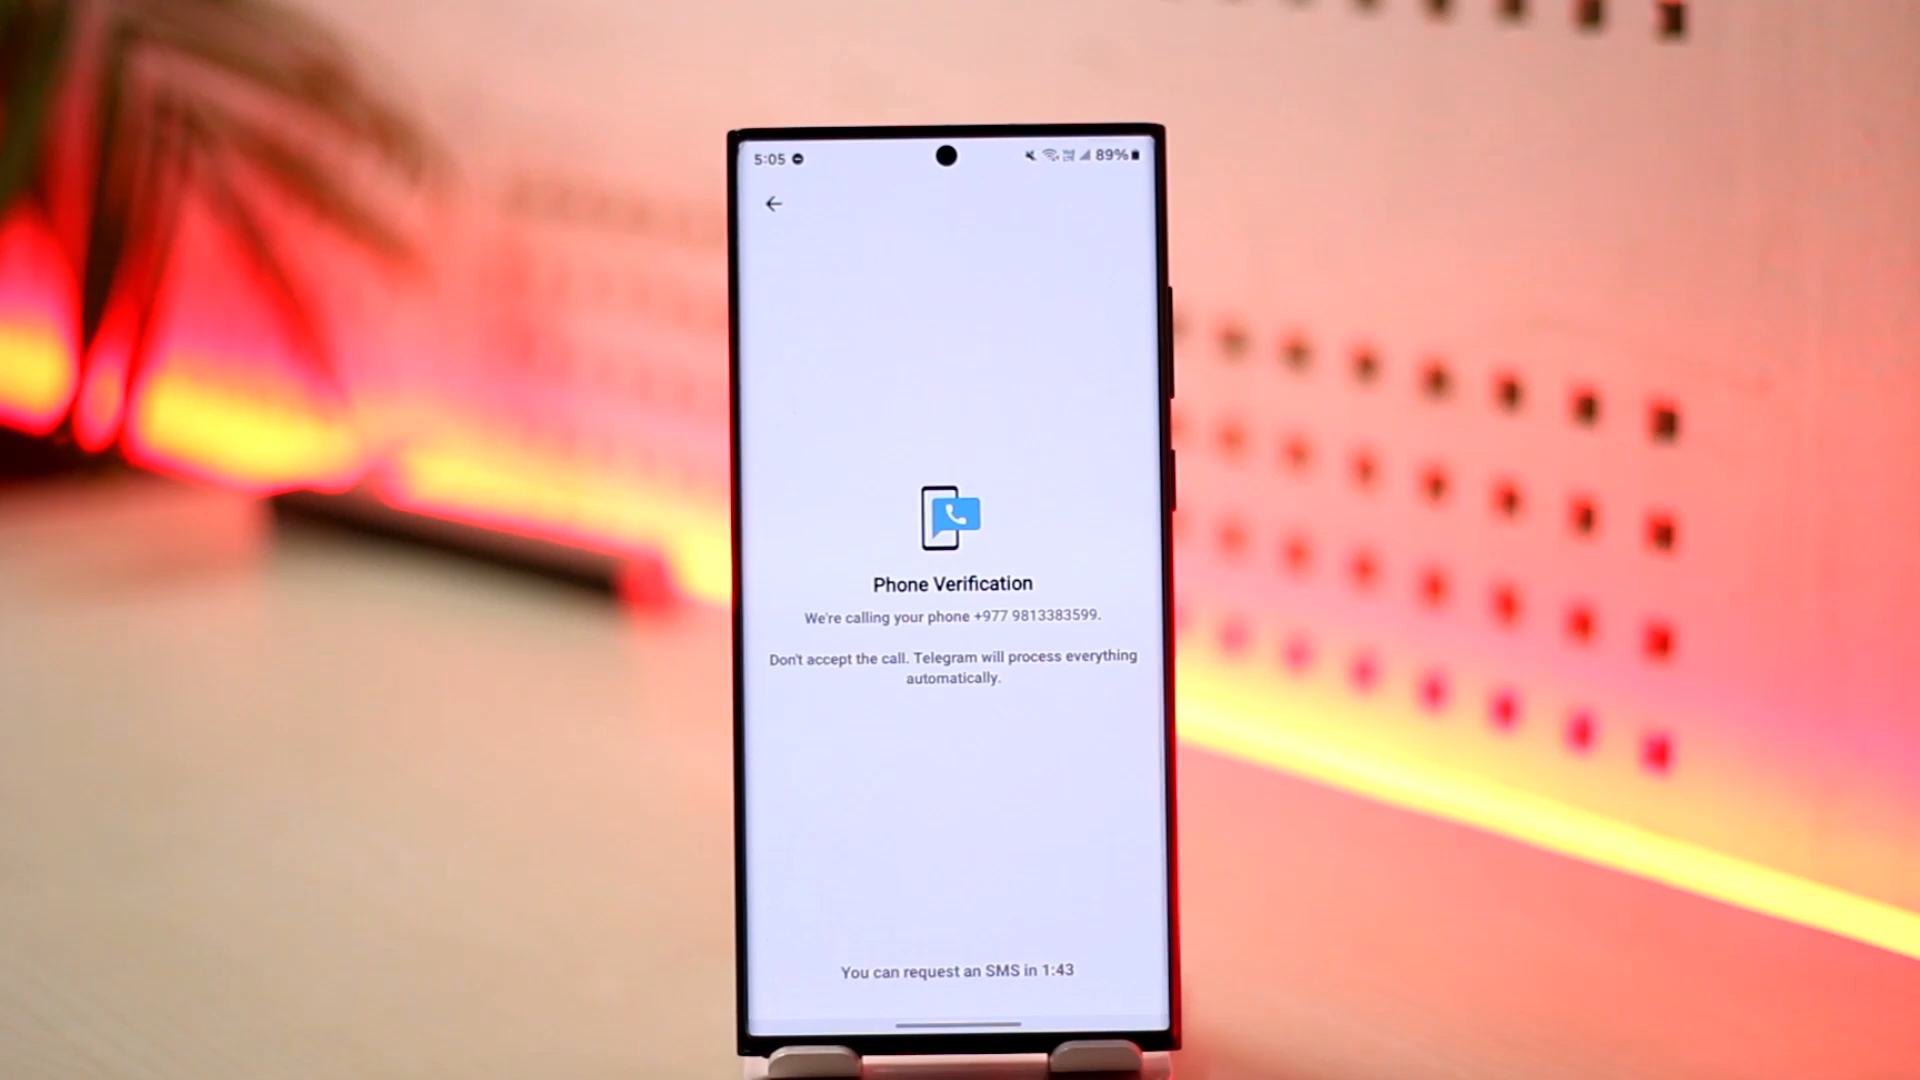 5:05
89%
Phone Verification
We're calling your phone +977 9813383599.
Don't accept the call. Telegram will process everything
automatically.
You can request an SMS in 1:43